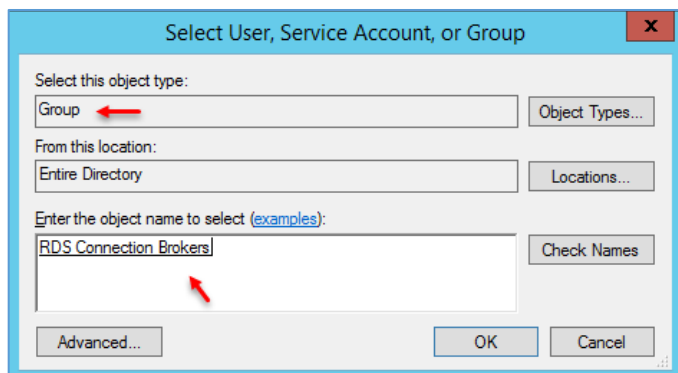 Select User, Service Account, or Group
x
Select this object type:
Group
Object Types...
From this location:
Entire Directory
Locations...
Enter the object name to select (examples):
RDS Connection Brokers
Check Names
Advanced...
OK
Cancel